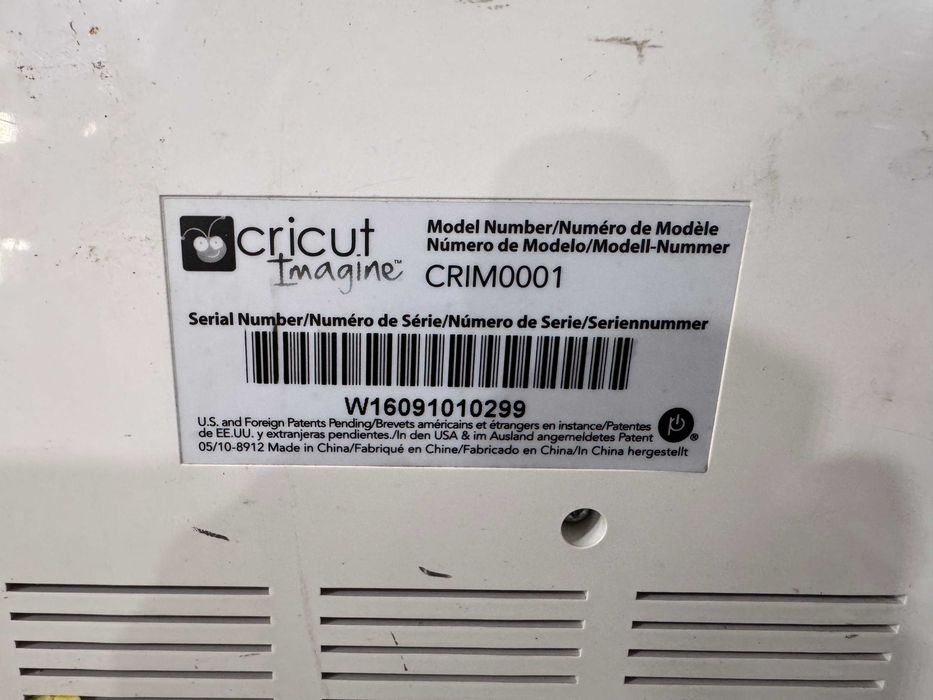 cricut
Imagine™
Model Number/Numéro de Modèle
Número de Modelo/Modell-Nummer
CRIM0001
Serial Number/Numéro de Série/Número de Serie/Seriennummer
W16091010299
U.S. and Foreign Patents Pending/Brevets américains et étrangers en instance/Patentes
de EE.UU. y extranjeras pendientes./In den USA & im Ausland angemeldetes Patent
05/10-8912 Made in China/Fabriqué en Chine/Fabricado en China/In China hergestellt
®